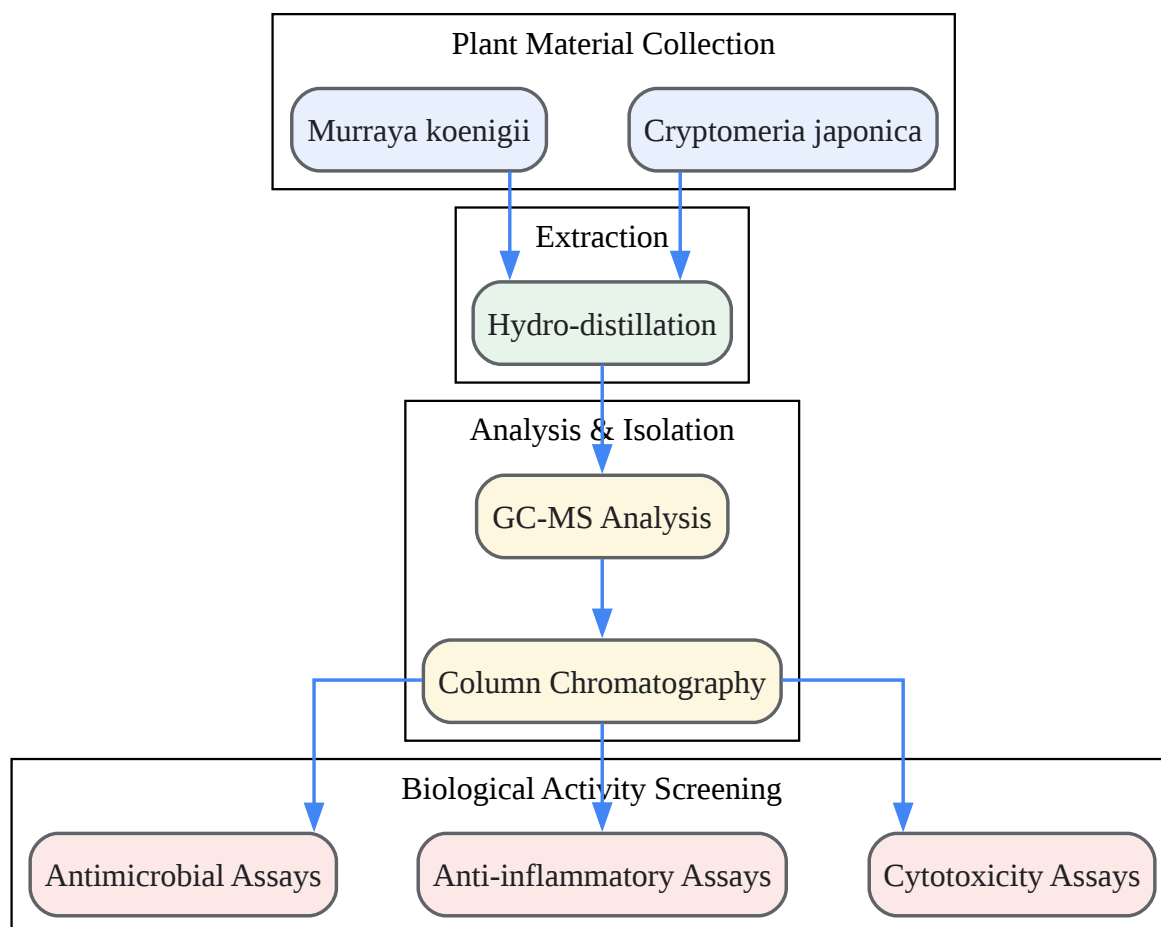 Plant Material Collection
Murraya koenigii
Cryptomeria japonica
Extraction
Hydro-distillation
Analysis & Isolation
GC-MS Analysis
Column Chromatography
Biological Activity Screening
Antimicrobial Assays
Anti-inflammatory Assays
Cytotoxicity Assays